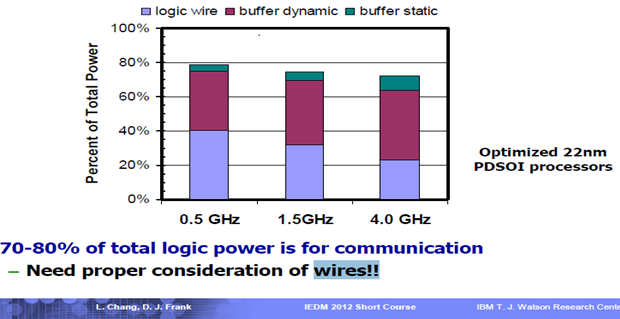 logic wire buffer dynamic buffer static
100%
80%
60%
40%
20%
0%
Percent of Total Power
0.5 GHz 1.5GHz 4.0 GHz
Optimized 22nm
PDSOI processors
70-80% of total logic power is for communication
– Need proper consideration of wires!!
L. Chang, D. J. Frank IEDM 2012 Short Course IBM T. J. Watson Research Cente